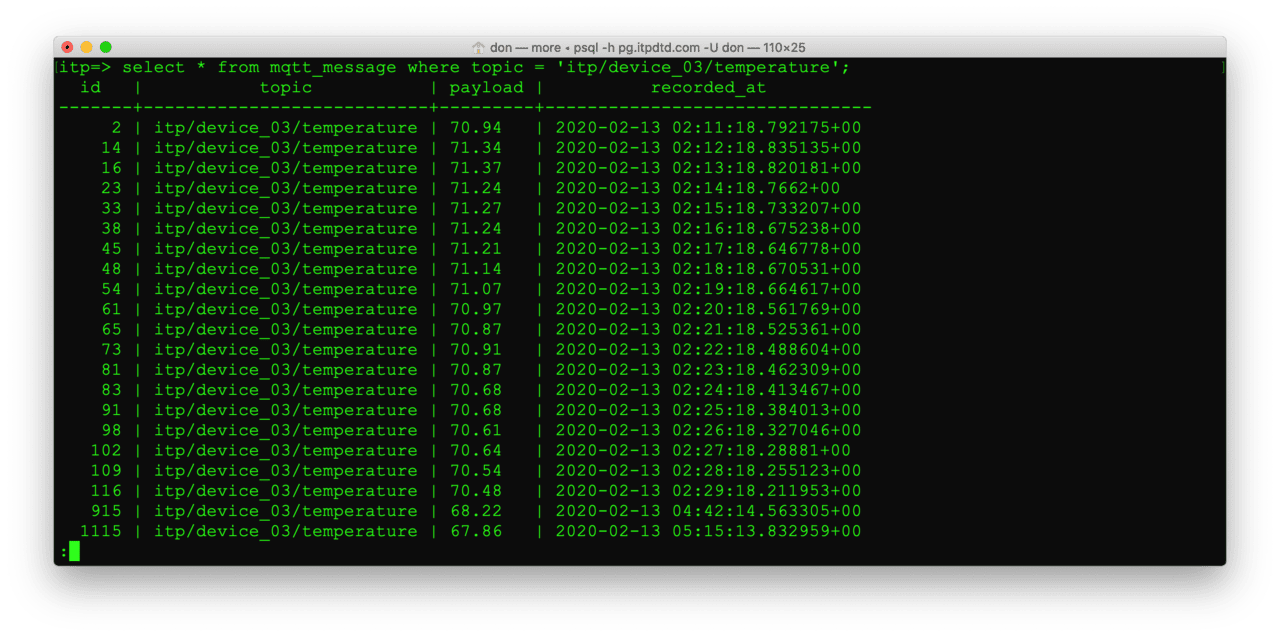 don — more • psql -h pg.itpdtd.com -U don — 110×25
itp=> select * from mqtt_message where topic = 'itp/device_03/temperature';
  id   |           topic           | payload |          recorded_at
-------+---------------------------+---------+-------------------------------
     2 | itp/device_03/temperature | 70.94   | 2020-02-13 02:11:18.792175+00
    14 | itp/device_03/temperature | 71.34   | 2020-02-13 02:12:18.835135+00
    16 | itp/device_03/temperature | 71.37   | 2020-02-13 02:13:18.820181+00
    23 | itp/device_03/temperature | 71.24   | 2020-02-13 02:14:18.7662+00
    33 | itp/device_03/temperature | 71.27   | 2020-02-13 02:15:18.733207+00
    38 | itp/device_03/temperature | 71.24   | 2020-02-13 02:16:18.675238+00
    45 | itp/device_03/temperature | 71.21   | 2020-02-13 02:17:18.646778+00
    48 | itp/device_03/temperature | 71.14   | 2020-02-13 02:18:18.670531+00
    54 | itp/device_03/temperature | 71.07   | 2020-02-13 02:19:18.664617+00
    61 | itp/device_03/temperature | 70.97   | 2020-02-13 02:20:18.561769+00
    65 | itp/device_03/temperature | 70.87   | 2020-02-13 02:21:18.525361+00
    73 | itp/device_03/temperature | 70.91   | 2020-02-13 02:22:18.488604+00
    81 | itp/device_03/temperature | 70.87   | 2020-02-13 02:23:18.462309+00
    83 | itp/device_03/temperature | 70.68   | 2020-02-13 02:24:18.413467+00
    91 | itp/device_03/temperature | 70.68   | 2020-02-13 02:25:18.384013+00
    98 | itp/device_03/temperature | 70.61   | 2020-02-13 02:26:18.327046+00
   102 | itp/device_03/temperature | 70.64   | 2020-02-13 02:27:18.28881+00
   109 | itp/device_03/temperature | 70.54   | 2020-02-13 02:28:18.255123+00
   116 | itp/device_03/temperature | 70.48   | 2020-02-13 02:29:18.211953+00
   915 | itp/device_03/temperature | 68.22   | 2020-02-13 04:42:14.563305+00
  1115 | itp/device_03/temperature | 67.86   | 2020-02-13 05:15:13.832959+00
: